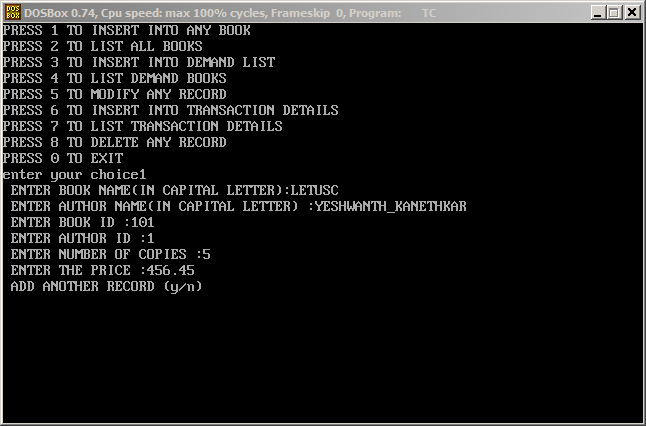 DOS BOX DOSBox 0.74, Cpu speed: max 100% cycles, Frameskip 0, Program: TC
PRESS 1 TO INSERT INTO ANY BOOK
PRESS 2 TO LIST ALL BOOKS
PRESS 3 TO INSERT INTO DEMAND LIST
PRESS 4 TO LIST DEMAND BOOKS
PRESS 5 TO MODIFY ANY RECORD
PRESS 6 TO INSERT INTO TRANSACTION DETAILS
PRESS 7 TO LIST TRANSACTION DETAILS
PRESS 8 TO DELETE ANY RECORD
PRESS 0 TO EXIT
enter your choice1
ENTER BOOK NAME(IN CAPITAL LETTER):LETUSC
ENTER AUTHOR NAME(IN CAPITAL LETTER) :YESHWANTH_KANETHKAR
ENTER BOOK ID :101
ENTER AUTHOR ID :1
ENTER NUMBER OF COPIES :5
ENTER THE PRICE :456.45
ADD ANOTHER RECORD (y/n)